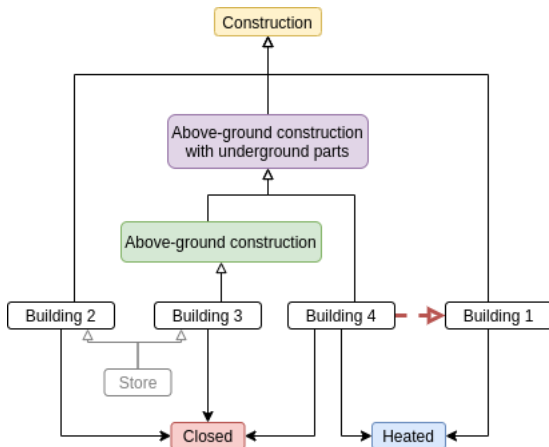 Construction
Above-ground construction
with underground parts
Above-ground construction
Building 2
Building 3
Building 4
Building 1
Store
Closed
Heated